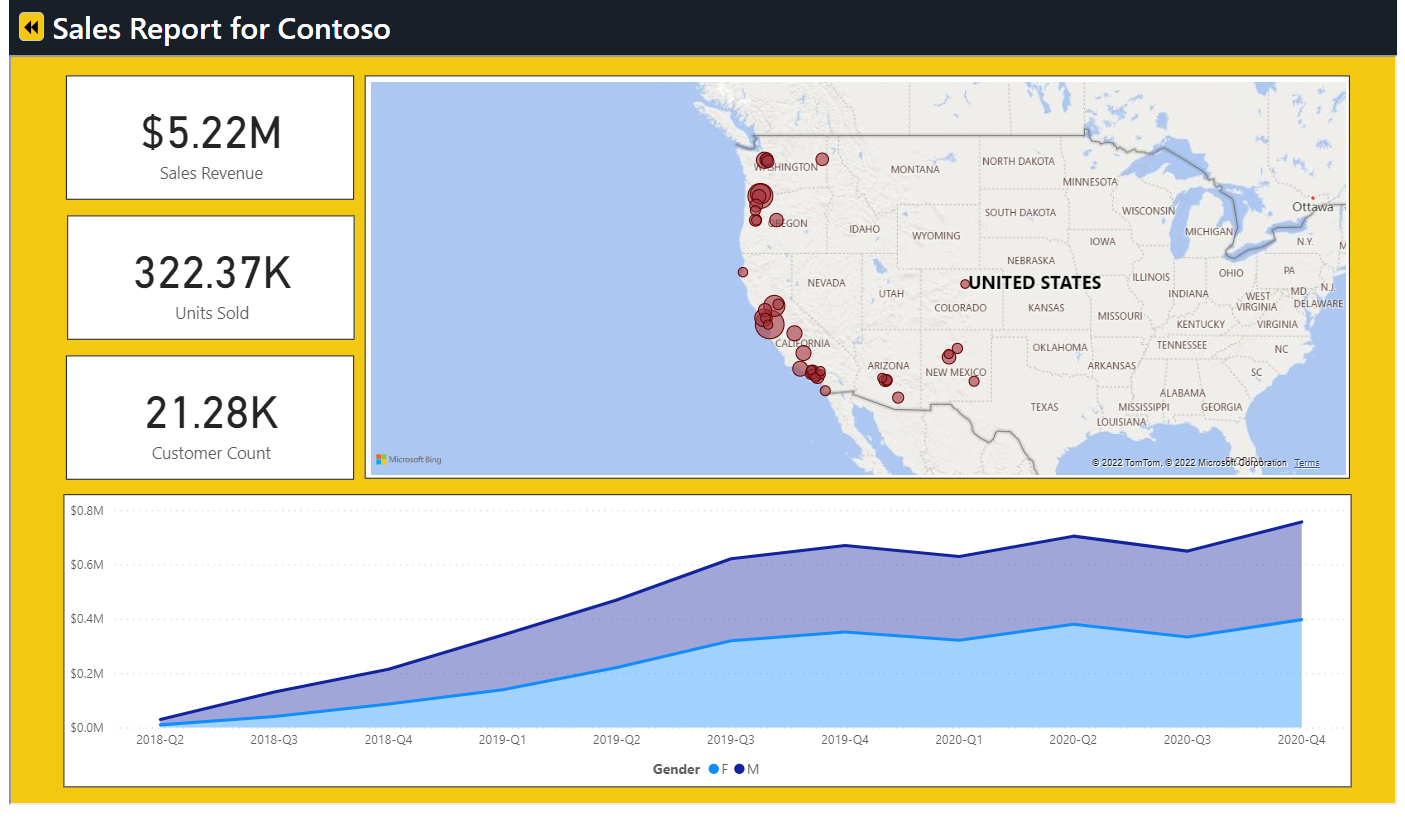 Sales Report for Contoso
$5.22M
Sales Revenue
322.37K
Units Sold
21.28K
Customer Count
WASHINGTON
MONTANA
NORTH DAKOTA
MINNESOTA
OREGON
IDAHO
WYOMING
SOUTH DAKOTA
WISCONSIN
MICHIGAN
Ottawa
N.Y.
M
IOWA
NEBRASKA
NEVADA
UTAH
COLORADO
UNITED STATES
KANSAS
ILLINOIS
INDIANA
OHIO
PA
N.J.
MD.
DELAWARE
WEST
VIRGINIA
MISSOURI
KENTUCKY
VIRGINIA
CALIFORNIA
ARIZONA
NEW MEXICO
OKLAHOMA
ARKANSAS
TENNESSEE
NC
SC
TEXAS
ALABAMA
MISSISSIPPI
GEORGIA
LOUISIANA
FLORIDA
Microsoft Bing
© 2022 TomTom, © 2022 Microsoft Corporation Terms
$0.8M
$0.6M
$0.4M
$0.2M
$0.0M
2018-Q2 2018-Q3 2018-Q4 2019-Q1 2019-Q2 2019-Q3 2019-Q4 2020-Q1 2020-Q2 2020-Q3 2020-Q4
Gender F M